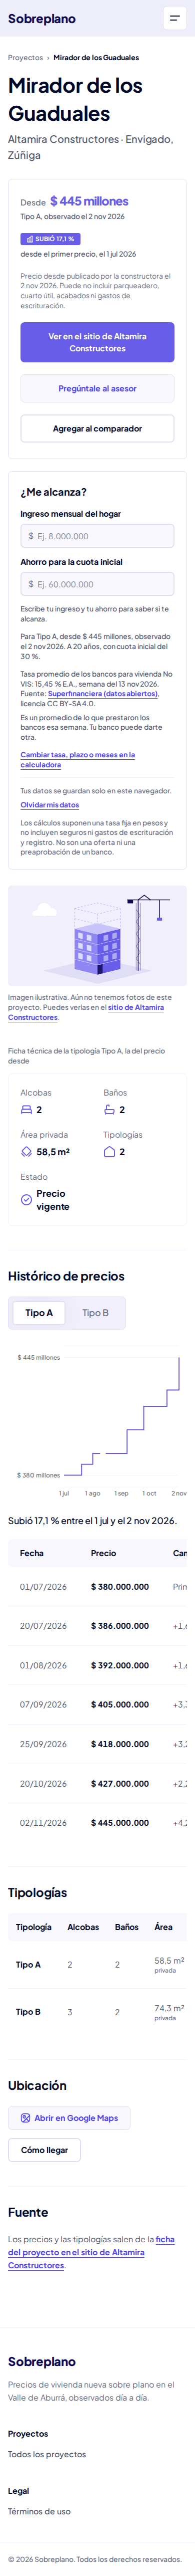 Sobreplano
Proyectos › Mirador de los Guaduales
Mirador de los
Guaduales
Altamira Constructores · Envigado,
Zúñiga
Desde $ 445 millones
Tipo A, observado el 2 nov 2026
SUBIÓ 17,1 %
desde el primer precio, el 1 jul 2026
Precio desde publicado por la constructora el
2 nov 2026. Puede no incluir parqueadero,
cuarto útil, acabados ni gastos de
escrituración.
Ver en el sitio de Altamira
Constructores
Pregúntale al asesor
Agregar al comparador
¿Me alcanza?
Ingreso mensual del hogar
$ Ej. 8.000.000
Ahorro para la cuota inicial
$ Ej. 60.000.000
Escribe tu ingreso y tu ahorro para saber si te
alcanza.
Para Tipo A, desde $ 445 millones, observado
el 2 nov 2026. A 20 años, con cuota inicial del
30 %.
Tasa promedio de los bancos para vivienda No
VIS: 15,45 % E.A., semana del 13 nov 2026.
Fuente: Superfinanciera (datos abiertos),
licencia CC BY-SA 4.0.
Es un promedio de lo que prestaron los
bancos esa semana. Tu banco puede darte
otra.
Cambiar tasa, plazo o meses en la
calculadora
Tus datos se guardan solo en este navegador.
Olvidar mis datos
Los cálculos suponen una tasa fija en pesos y
no incluyen seguros ni gastos de escrituración
y registro. No son una oferta ni una
preaprobación de un banco.
Imagen ilustrativa. Aún no tenemos fotos de este
proyecto. Puedes verlas en el sitio de Altamira
Constructores.
Ficha técnica de la tipología Tipo A, la del precio
desde
Alcobas
2
Baños
2
Área privada
58,5 m²
Tipologías
2
Estado
Precio
vigente
Histórico de precios
Tipo A
Tipo B
$ 445 millones
$ 380 millones
1 jul 1 ago 1 sep 1 oct 2 nov
Subió 17,1 % entre el 1 jul y el 2 nov 2026.
Fecha Precio
01/07/2026 $ 380.000.000
20/07/2026 $ 386.000.000
01/08/2026 $ 392.000.000
07/09/2026 $ 405.000.000
25/09/2026 $ 418.000.000
20/10/2026 $ 427.000.000
02/11/2026 $ 445.000.000
Tipologías
Tipología Alcobas Baños Área
Tipo A 2 2 58,5 m²
privada
Tipo B 3 2 74,3 m²
privada
Ubicación
Abrir en Google Maps
Cómo llegar
Fuente
Los precios y las tipologías salen de la ficha
del proyecto en el sitio de Altamira
Constructores.
Sobreplano
Precios de vivienda nueva sobre plano en el
Valle de Aburrá, observados día a día.
Proyectos
Todos los proyectos
Legal
Términos de uso
© 2026 Sobreplano. Todos los derechos reservados.